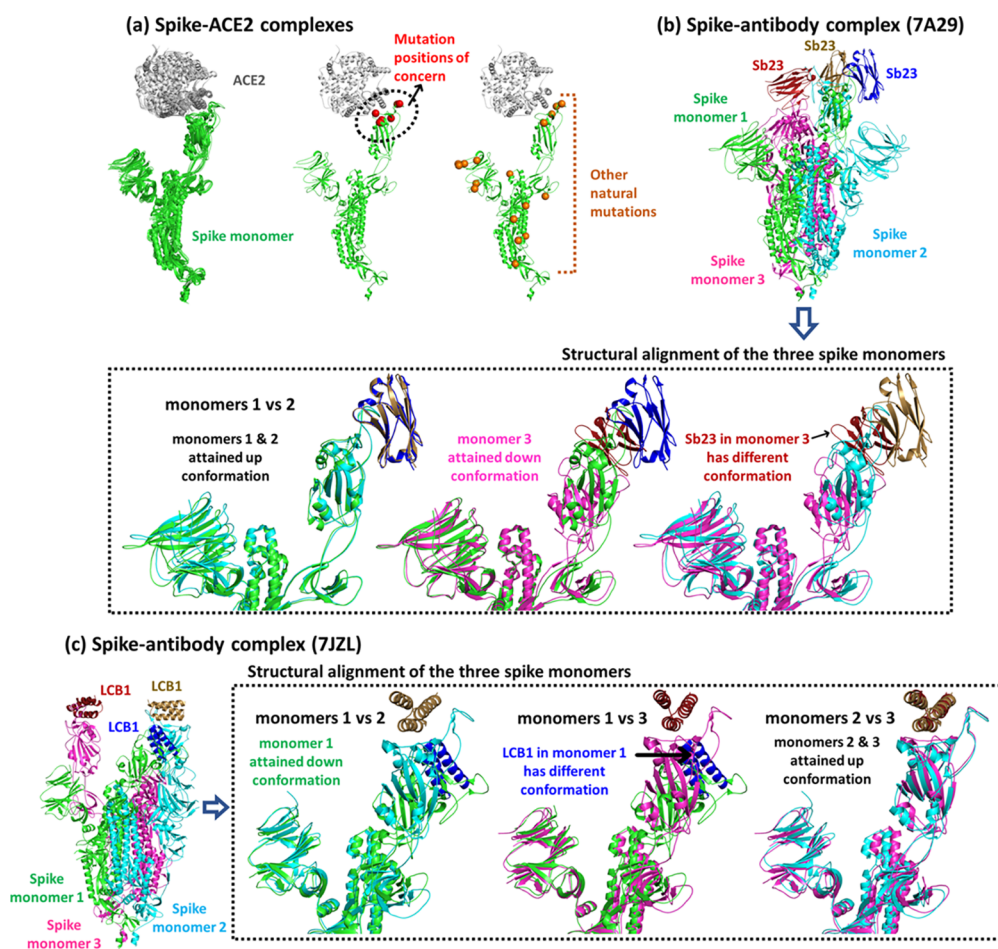 (a) Spike-ACE2 complexes
ACE2
Spike monomer
Mutation
positions of
concern
Other
natural
mutations
(b) Spike-antibody complex (7A29)
Sb23
Sb23
Sb23
Spike
monomer 1
Spike
monomer 2
Spike
monomer 3
Structural alignment of the three spike monomers
monomers 1 vs 2
monomers 1 & 2
attained up
conformation
monomer 3
attained down
conformation
Sb23 in monomer 3
has different
conformation
(c) Spike-antibody complex (7JZL)
LCB1
LCB1
LCB1
Spike
monomer 1
Spike
monomer 3
Spike
monomer 2
Structural alignment of the three spike monomers
monomers 1 vs 2
monomer 1
attained down
conformation
monomers 1 vs 3
LCB1 in monomer 1
has different
conformation
monomers 2 vs 3
monomers 2 & 3
attained up
conformation